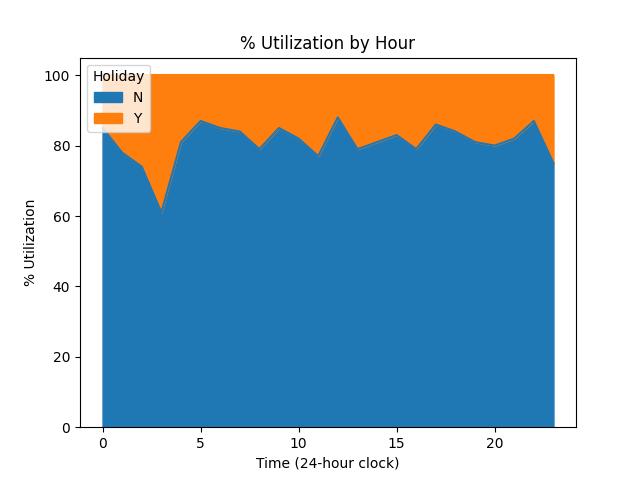 % Utilization by Hour
Holiday
N
Y
100
80
60
40
20
0
% Utilization
0 5 10 15 20
Time (24-hour clock)